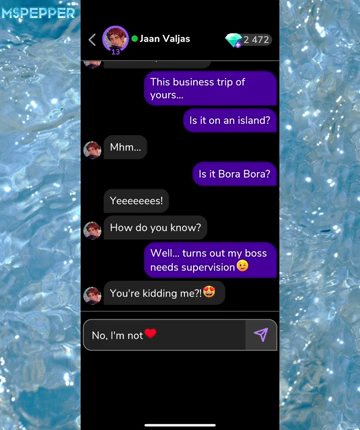 MSPEPPER
Jaan Valjas
13
2 472
This business trip of
yours...
Is it on an island?
Mhm...
Is it Bora Bora?
Yeeeeeees!
How do you know?
Well... turns out my boss
needs supervision😉
You're kidding me?!🤩
No, I'm not❤️